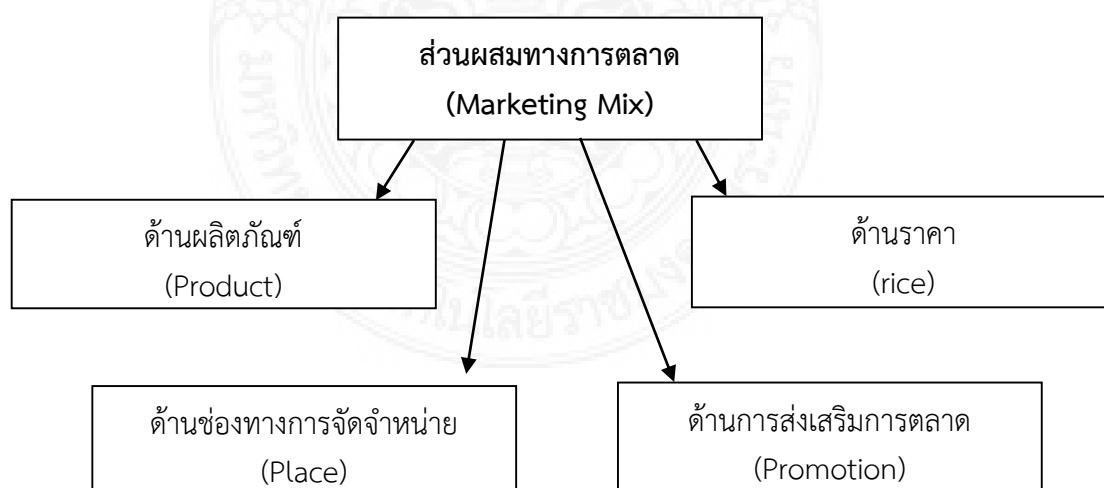 ส่วนผสมทางการตลาด
(Marketing Mix)
ด้านผลิตภัณฑ์
(Product)
ด้านราคา
(rice)
ด้านช่องทางการจัดจำหน่าย
(Place)
ด้านการส่งเสริมการตลาด
(Promotion)